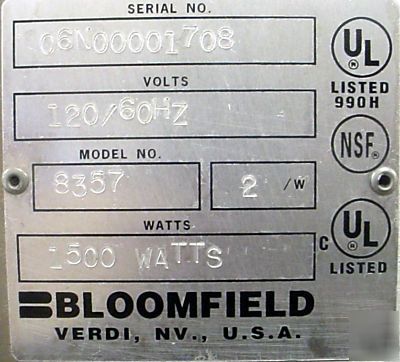 SERIAL NO.
06N00001708
UL
®
LISTED
990H
VOLTS
120/60HZ
NSF®
MODEL NO.
8357
2 /W
WATTS
1500 WATTS
C UL
®
LISTED
BLOOMFIELD
VERDI, NV., U.S.A.